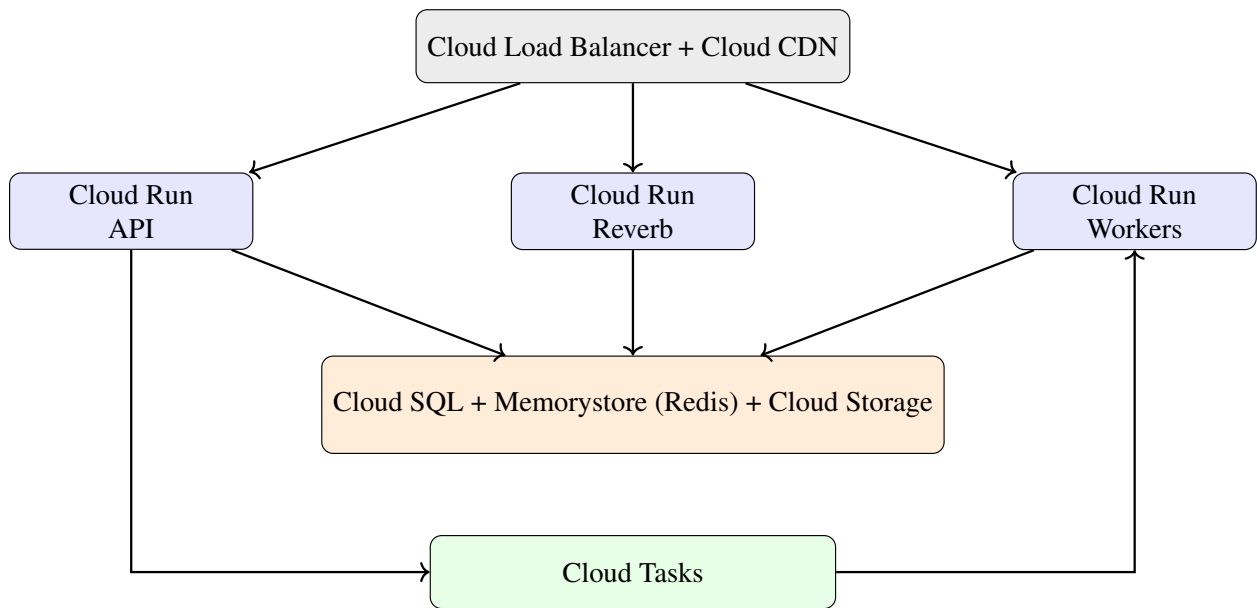 Cloud Load Balancer + Cloud CDN
Cloud Run
API
Cloud Run
Reverb
Cloud Run
Workers
Cloud SQL + Memorystore (Redis) + Cloud Storage
Cloud Tasks